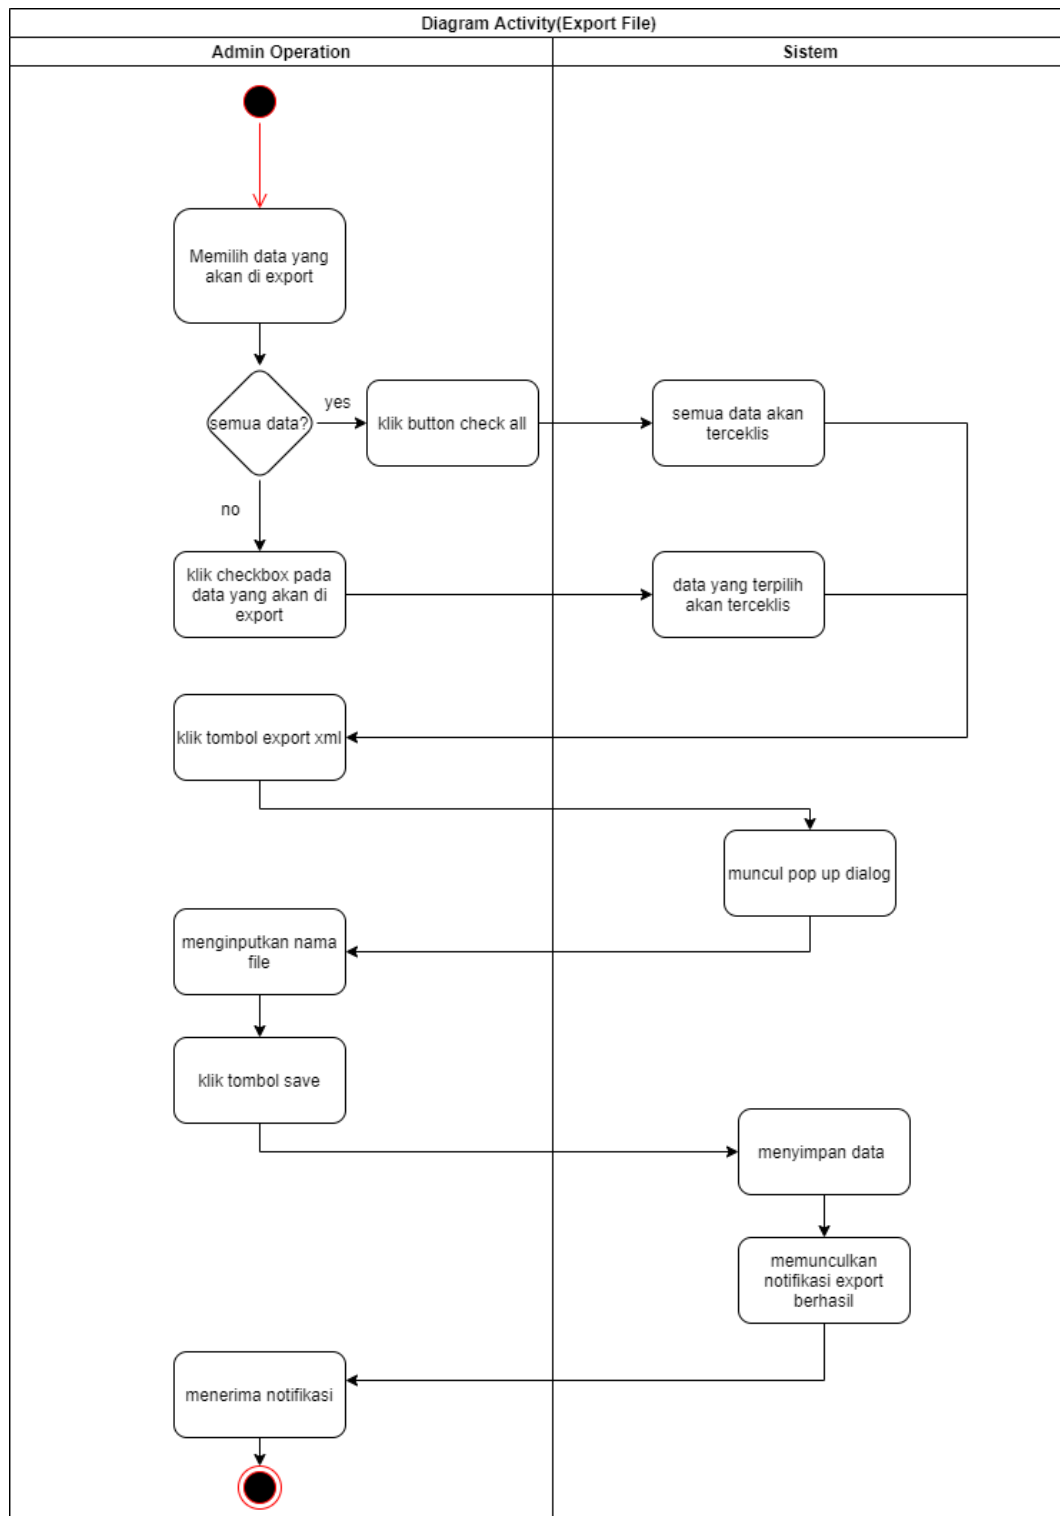 Diagram Activity(Export File)
Admin Operation
Sistem
Memilih data yang
akan di export
semua data?
yes
klik button check all
semua data akan
terceklis
no
klik checkbox pada
data yang akan di
export
data yang terpilih
akan terceklis
klik tombol export xml
muncul pop up dialog
menginputkan nama
file
klik tombol save
menyimpan data
memunculkan
notifikasi export
berhasil
menerima notifikasi